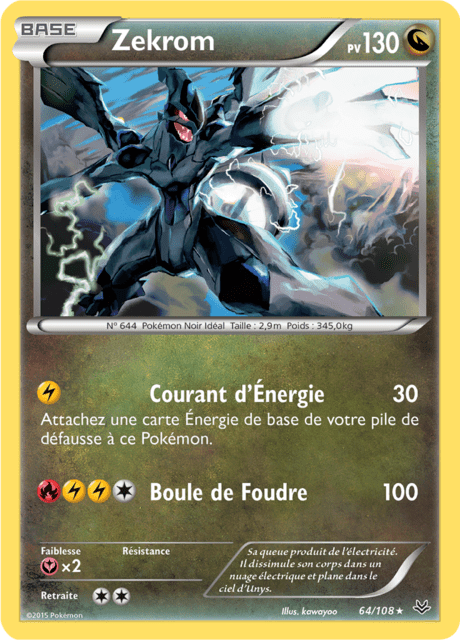 BASE
Zekrom
PV 130
N° 644 Pokémon Noir Idéal Taille : 2,9m Poids : 345,0kg
Courant d'Énergie 30
Attachez une carte Énergie de base de votre pile de
défausse à ce Pokémon.
Boule de Foudre 100
Faiblesse Résistance
×2
Retraite
Sa queue produit de l'électricité.
Il dissimule son corps dans un
nuage électrique et plane dans le
ciel d'Unys.
©2015 Pokémon
Illus. kawayoo 64/108 ★